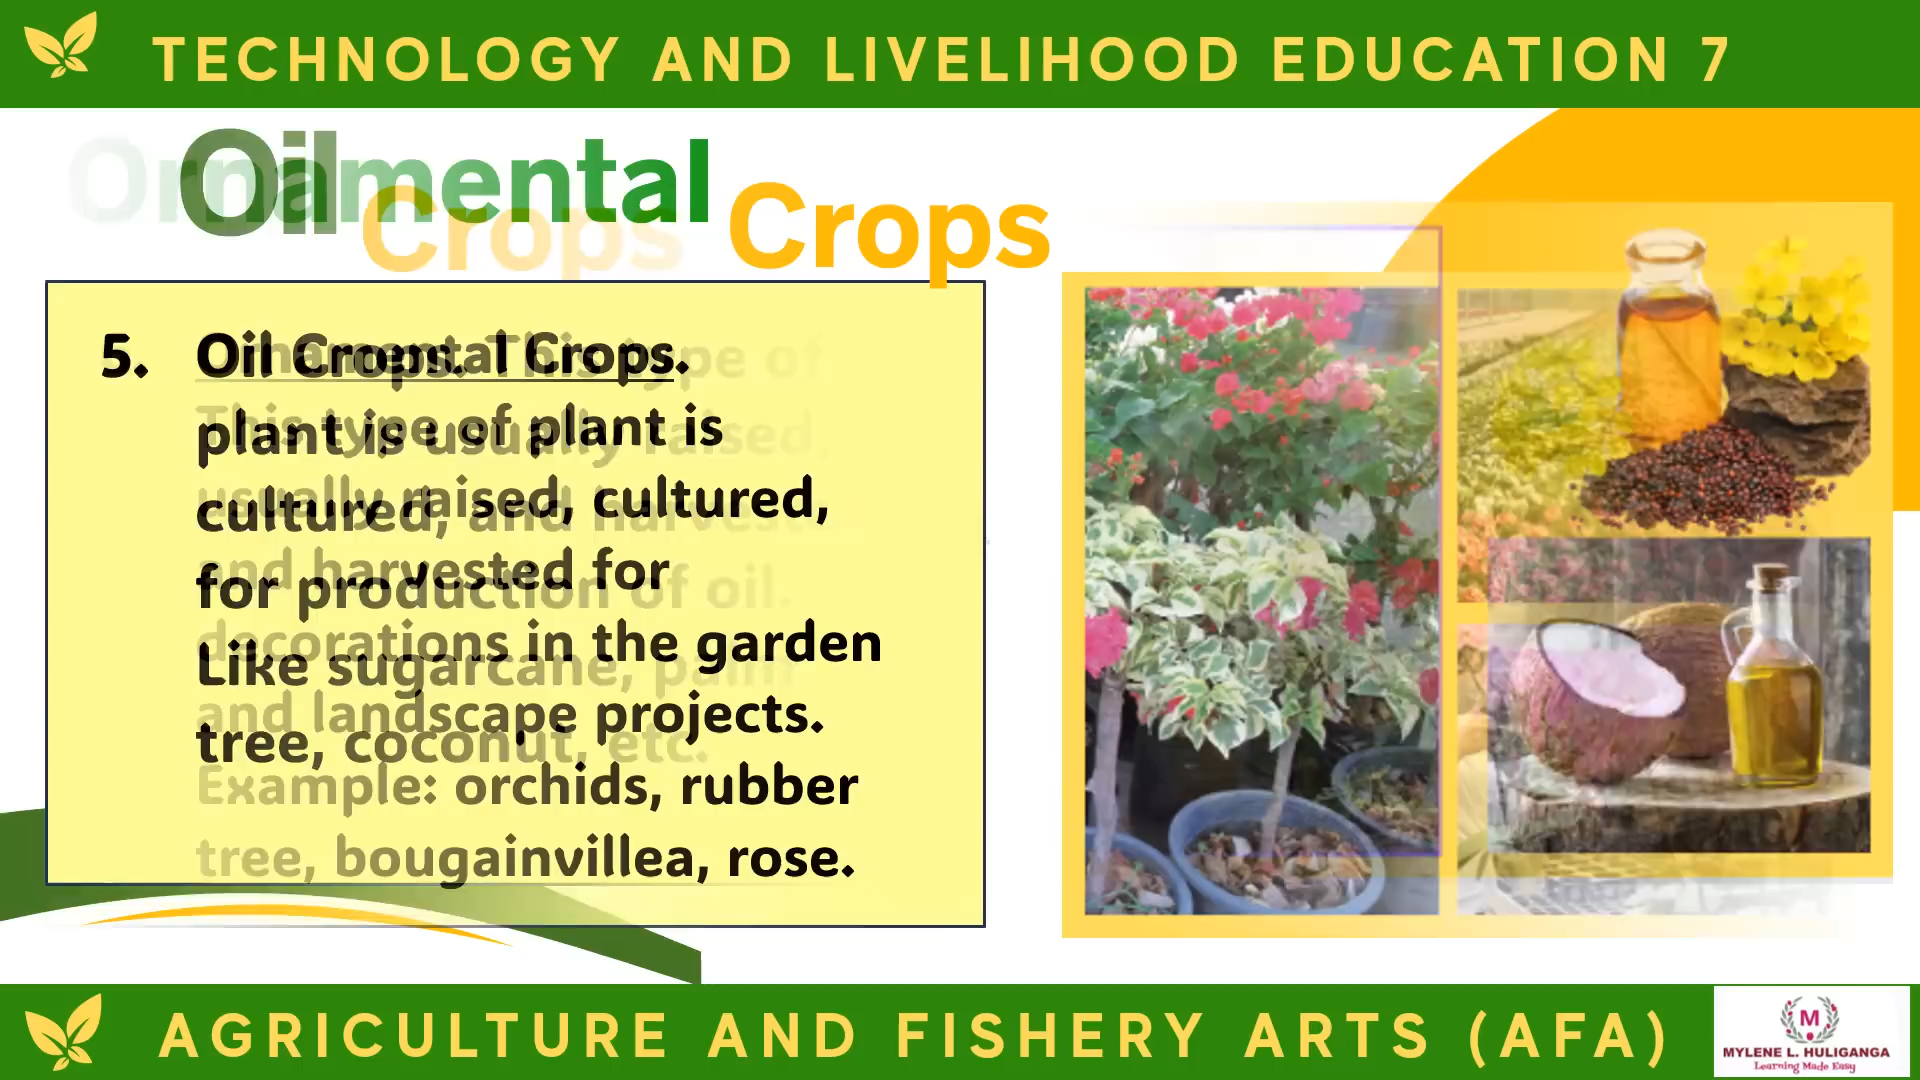 TECHNOLOGY AND LIVELIHOOD EDUCATION 7
Oil Crops
Ornamental Crops
5. Oil Crops. This type of
plant is usually raised,
cultured, and harvest
for production of oil.
Like sugarcane, palm
tree, coconut, etc.
Ornamental Crops.
This type of plant is
usually raised, cultured,
and harvested for
decorations in the garden
and landscape projects.
Example: orchids, rubber
tree, bougainvillea, rose.
AGRICULTURE AND FISHERY ARTS (AFA)
M
MYLENE L. HULIGANGA
Learning Made Easy